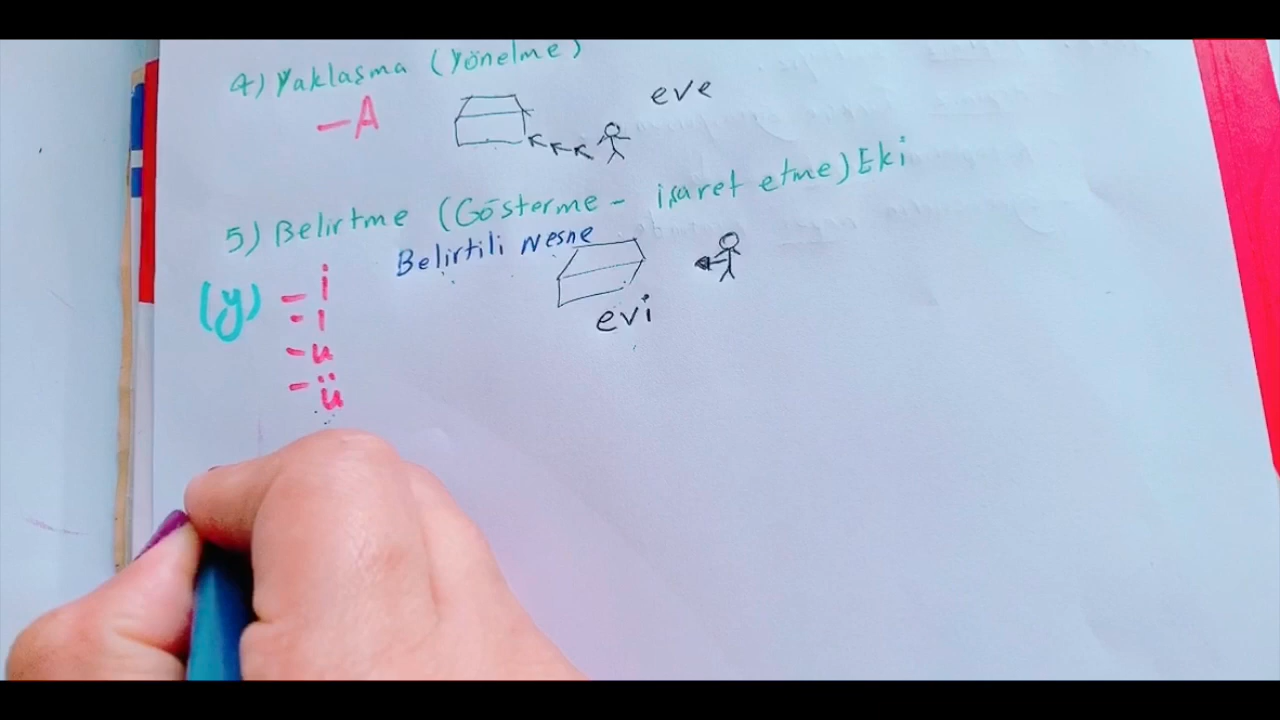 4) Yaklaşma (Yönelme)
-A
eve
5) Belirtme (Gösterme - işaret etme) Eki
Belirtili Nesne
(y) -i
-ı
-u
-ü
evi